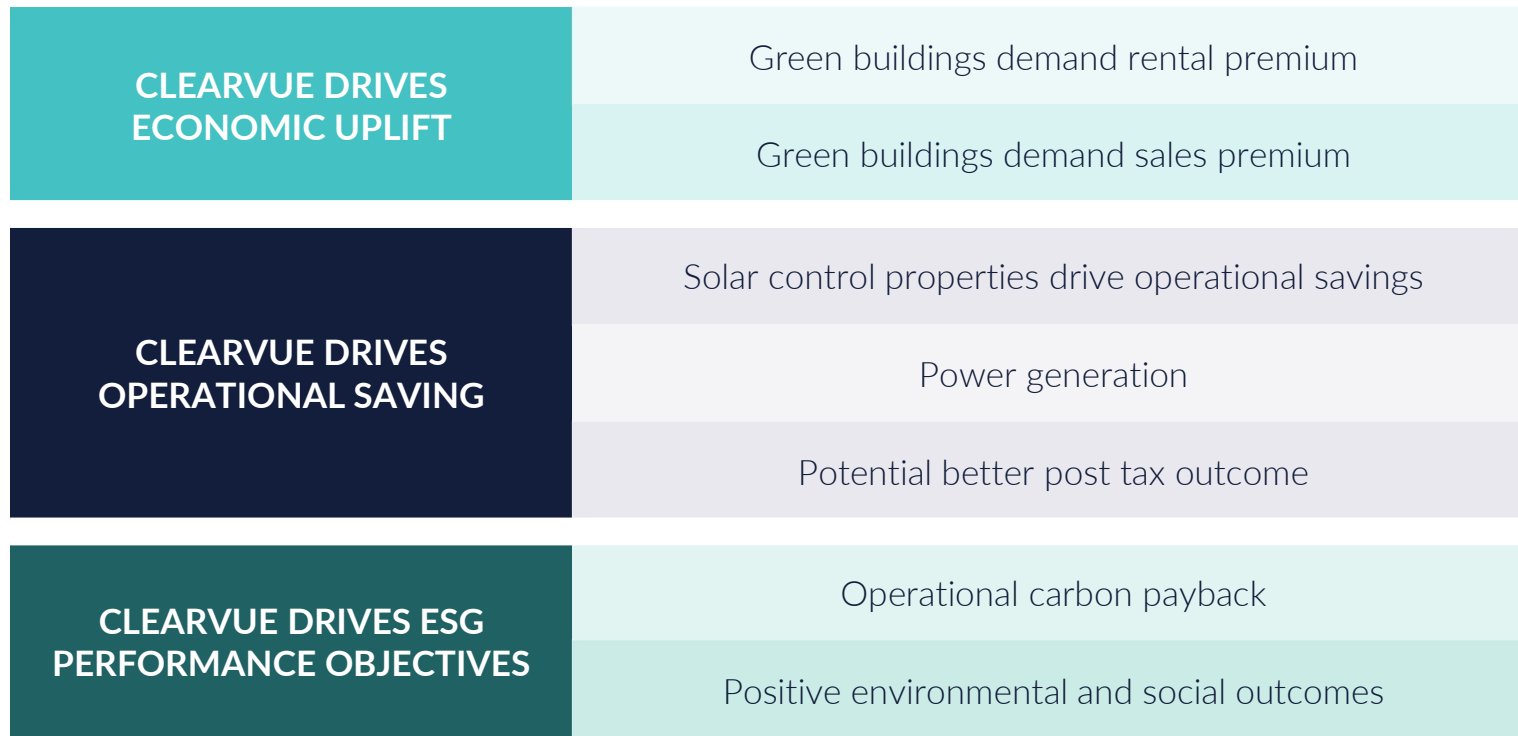 CLEARVUE DRIVES
ECONOMIC UPLIFT
Green buildings demand rental premium
Green buildings demand sales premium
CLEARVUE DRIVES
OPERATIONAL SAVING
Solar control properties drive operational savings
Power generation
Potential better post tax outcome
CLEARVUE DRIVES ESG
PERFORMANCE OBJECTIVES
Operational carbon payback
Positive environmental and social outcomes